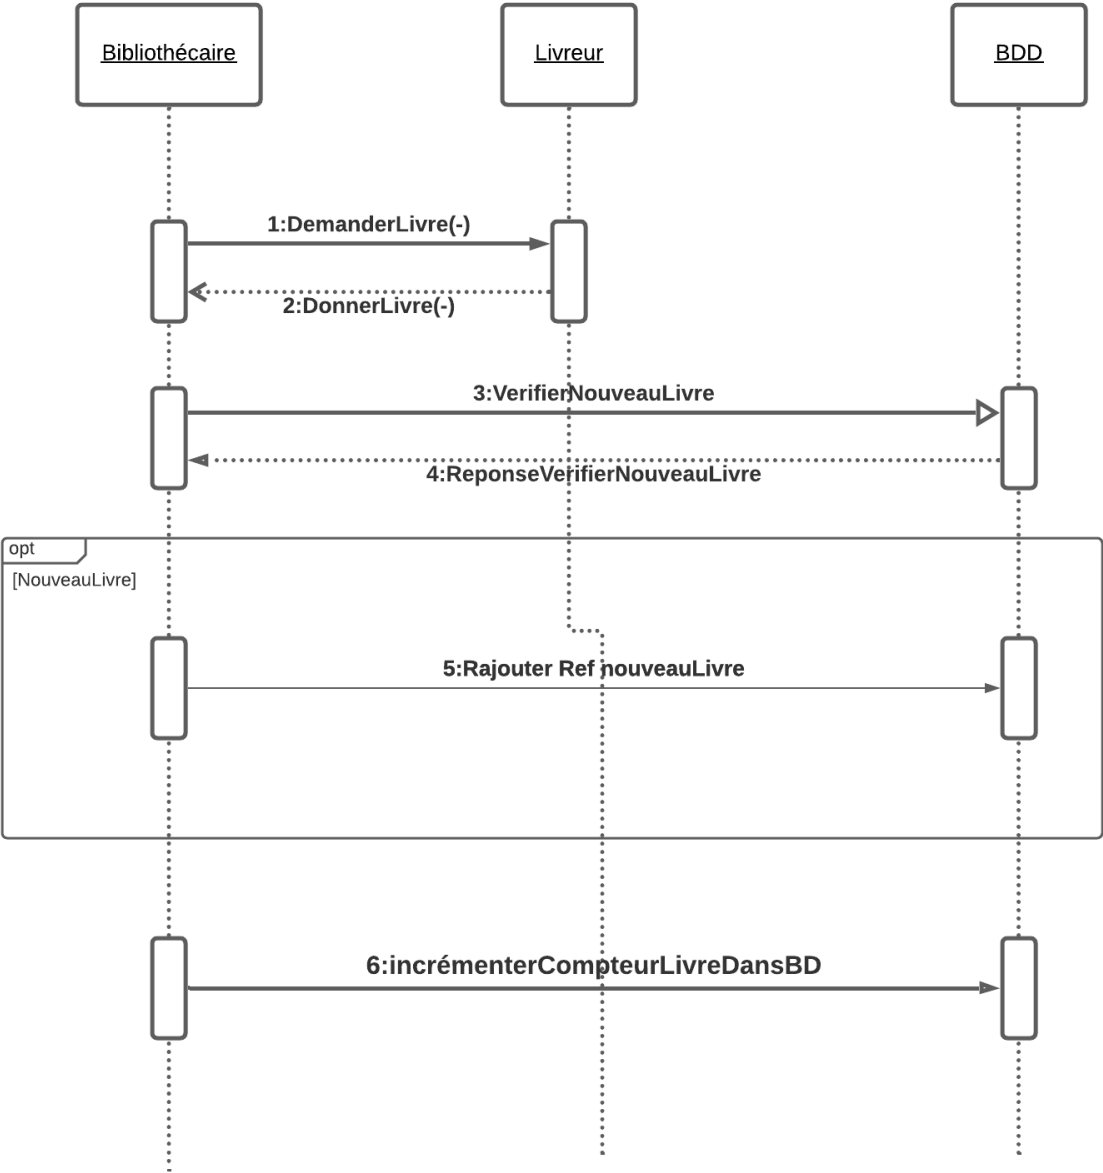 Bibliothécaire
Livreur
BDD
1:DemanderLivre(-)
2:DonnerLivre(-)
3:VerifierNouveauLivre
4:ReponseVerifierNouveauLivre
opt
[NouveauLivre]
5:Rajouter Ref nouveauLivre
6:incrémenterCompteurLivreDansBD